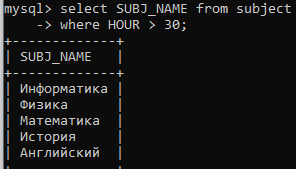 mysql> select SUBJ_NAME from subject
    -> where HOUR > 30;
+-------------+
| SUBJ_NAME   |
+-------------+
| Информатика |
| Физика      |
| Математика  |
| История     |
| Английский  |